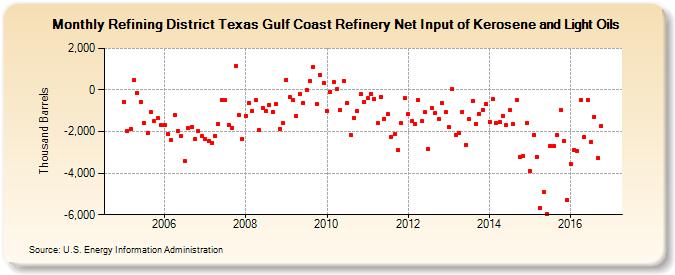 Monthly Refining District Texas Gulf Coast Refinery Net Input of Kerosene and Light Oils
Thousand Barrels
2,000
0
-2,000
-4,000
-6,000
2006 2008 2010 2012 2014 2016
Source: U.S. Energy Information Administration